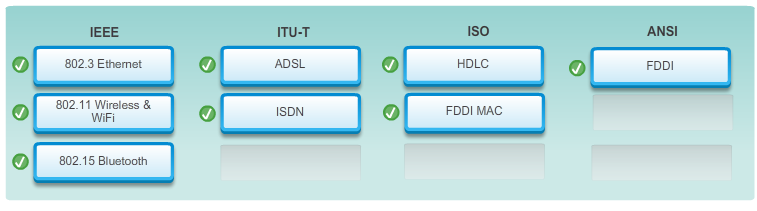 IEEE
ITU-T
ISO
ANSI
802.3 Ethernet
ADSL
HDLC
FDDI
802.11 Wireless &
WiFi
ISDN
FDDI MAC
802.15 Bluetooth